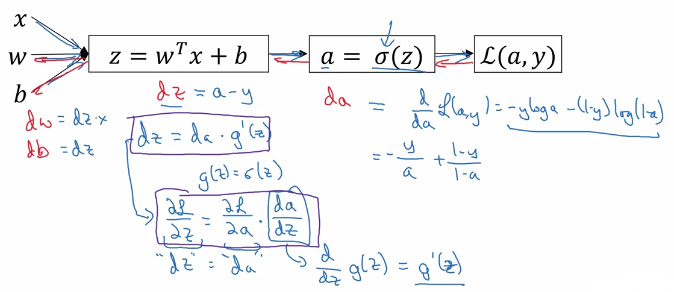 x
w
b
z = wᵀx + b
a = σ(z)
ℒ(a, y)
dz = a - y
da = d/da ℒ(a,y) = -y log a - (1-y) log(1-a)
dw = dz · x
db = dz
dz = da · g'(z)
= - y/a + (1-y)/(1-a)
g(z) = σ(z)
∂ℒ/∂z = ∂ℒ/∂a · da/dz
"dz" = "da"
d/dz g(z) = g'(z)